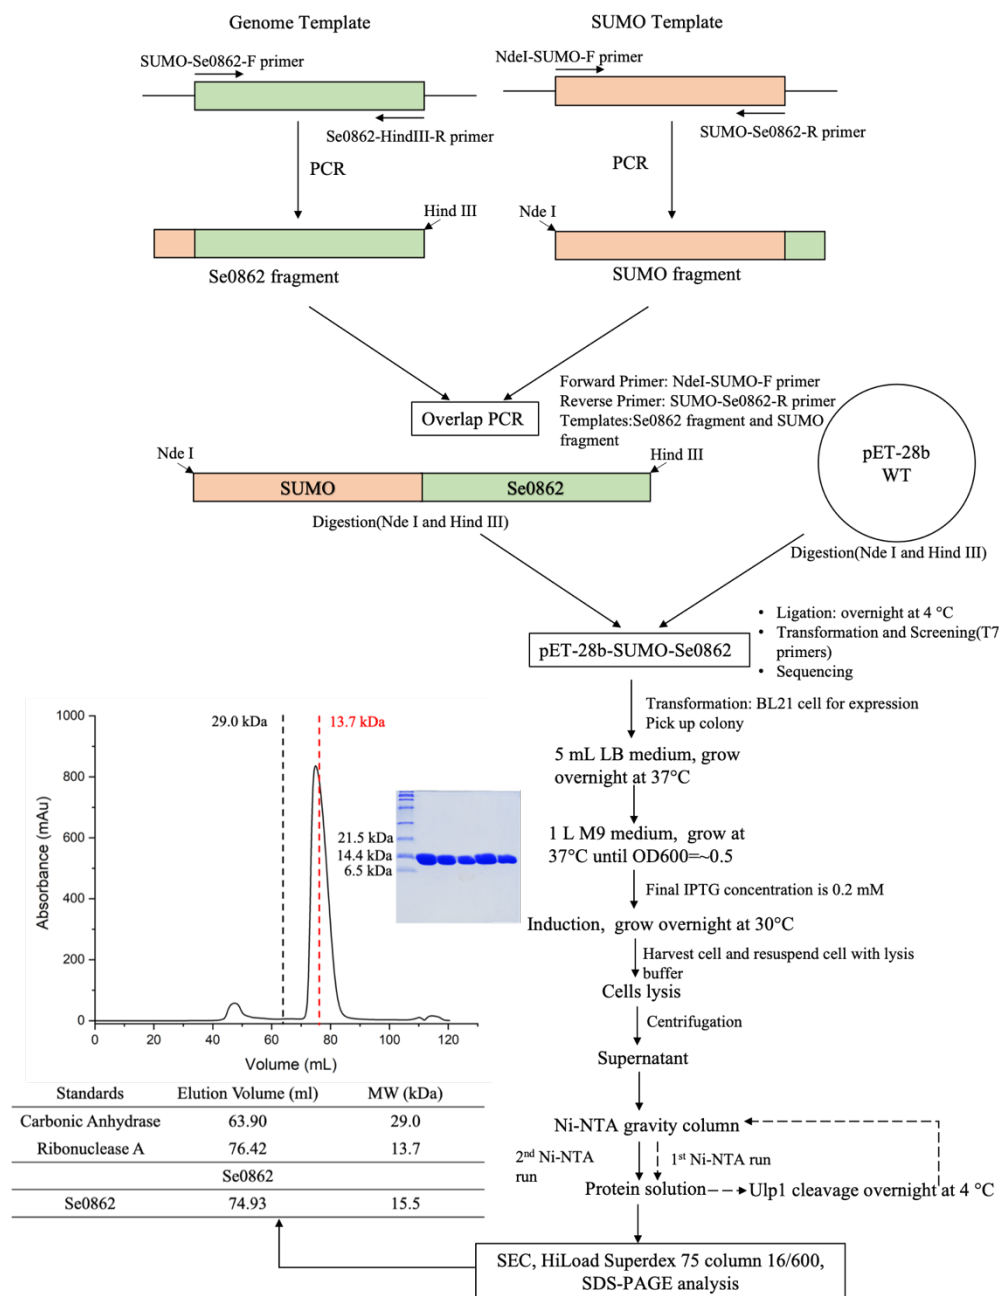 Genome Template
SUMO Template
SUMO-Se0862-F primer
NdeI-SUMO-F primer
Se0862-HindIII-R primer
SUMO-Se0862-R primer
PCR
PCR
Hind III
Nde I
Se0862 fragment
SUMO fragment
Overlap PCR
Forward Primer: NdeI-SUMO-F primer
Reverse Primer: SUMO-Se0862-R primer
Templates:Se0862 fragment and SUMO
fragment
pET-28b
WT
Nde I
Hind III
SUMO
Se0862
Digestion(Nde I and Hind III)
Digestion(Nde I and Hind III)
pET-28b-SUMO-Se0862
• Ligation: overnight at 4 °C
• Transformation and Screening(T7
primers)
• Sequencing
Transformation: BL21 cell for expression
Pick up colony
5 mL LB medium, grow
overnight at 37°C
1 L M9 medium, grow at
37°C until OD600=~0.5
Final IPTG concentration is 0.2 mM
Induction, grow overnight at 30°C
Harvest cell and resuspend cell with lysis
buffer
Cells lysis
Centrifugation
Supernatant
Ni-NTA gravity column
2nd Ni-NTA
run
1st Ni-NTA run
Protein solution
Ulp1 cleavage overnight at 4 °C
SEC, HiLoad Superdex 75 column 16/600,
SDS-PAGE analysis
29.0 kDa
13.7 kDa
21.5 kDa
14.4 kDa
6.5 kDa
Absorbance (mAu)
1000
800
600
400
200
0
0 20 40 60 80 100 120
Volume (mL)
Standards Elution Volume (ml) MW (kDa)
Carbonic Anhydrase 63.90 29.0
Ribonuclease A 76.42 13.7
Se0862
Se0862 74.93 15.5